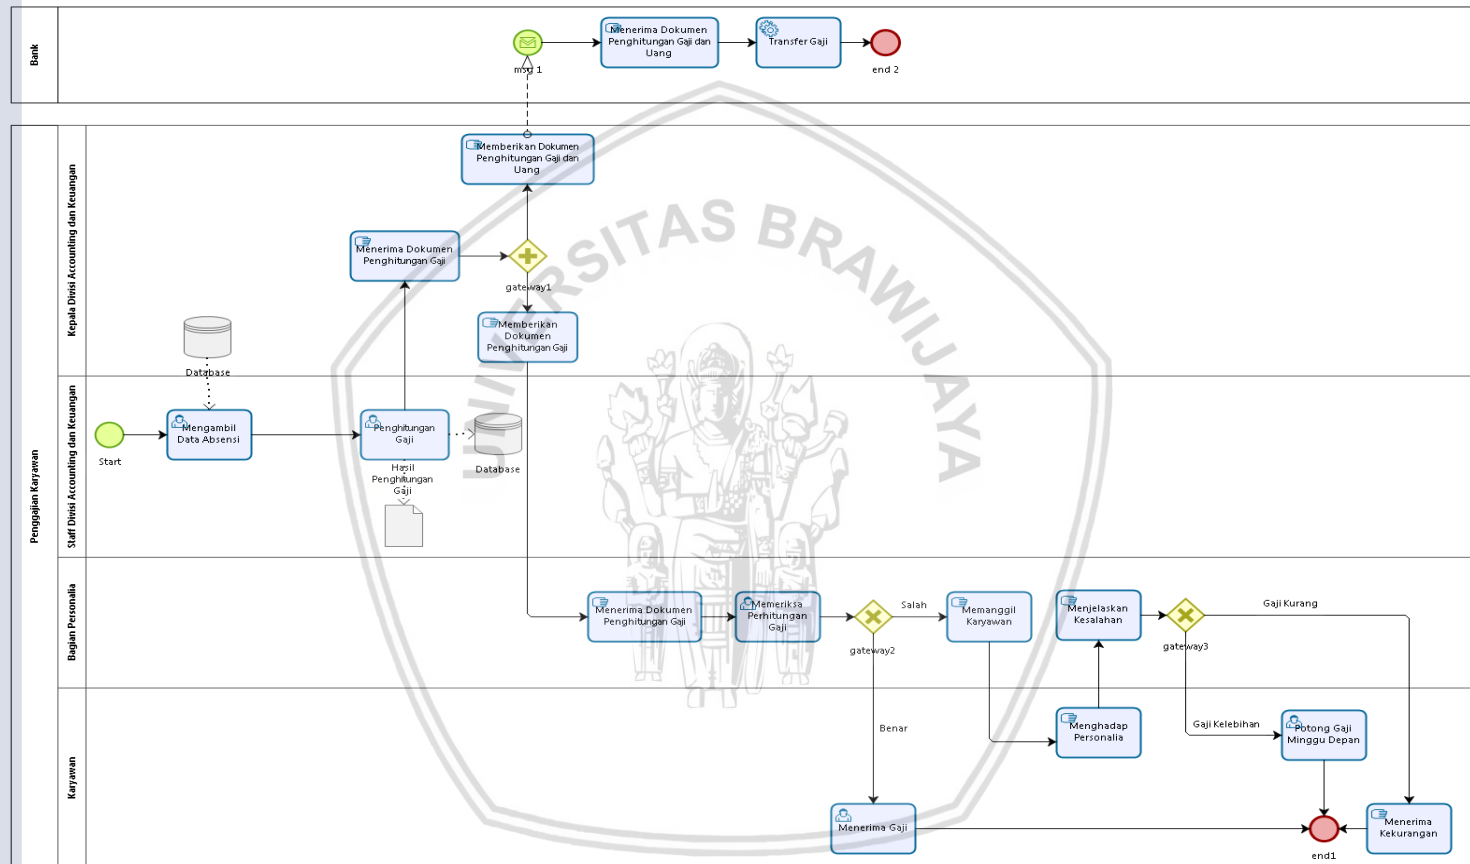 Bank
msg 1
Menerima Dokumen
Penghitungan Gaji dan
Uang
Transfer Gaji
end 2
Penggajian Karyawan
Kepala Divisi Accounting dan Keuangan
Memberikan Dokumen
Penghitungan Gaji dan
Uang
Menerima Dokumen
Penghitungan Gaji
gateway1
Memberikan
Dokumen
Penghitungan Gaji
Database
Staff Divisi Accounting dan Keuangan
Start
Mengambil
Data Absensi
Penghitungan
Gaji
Database
Hasil
Penghitungan
Gaji
Bagian Personalia
Menerima Dokumen
Penghitungan Gaji
Memeriksa
Perhitungan
Gaji
gateway2
Salah
Memanggil
Karyawan
Menjelaskan
Kesalahan
gateway3
Gaji Kurang
Karyawan
Benar
Menghadap
Personalia
Gaji Kelebihan
Potong Gaji
Minggu Depan
Menerima Gaji
end1
Menerima
Kekurangan
UNIVERSITAS BRAWIJAYA